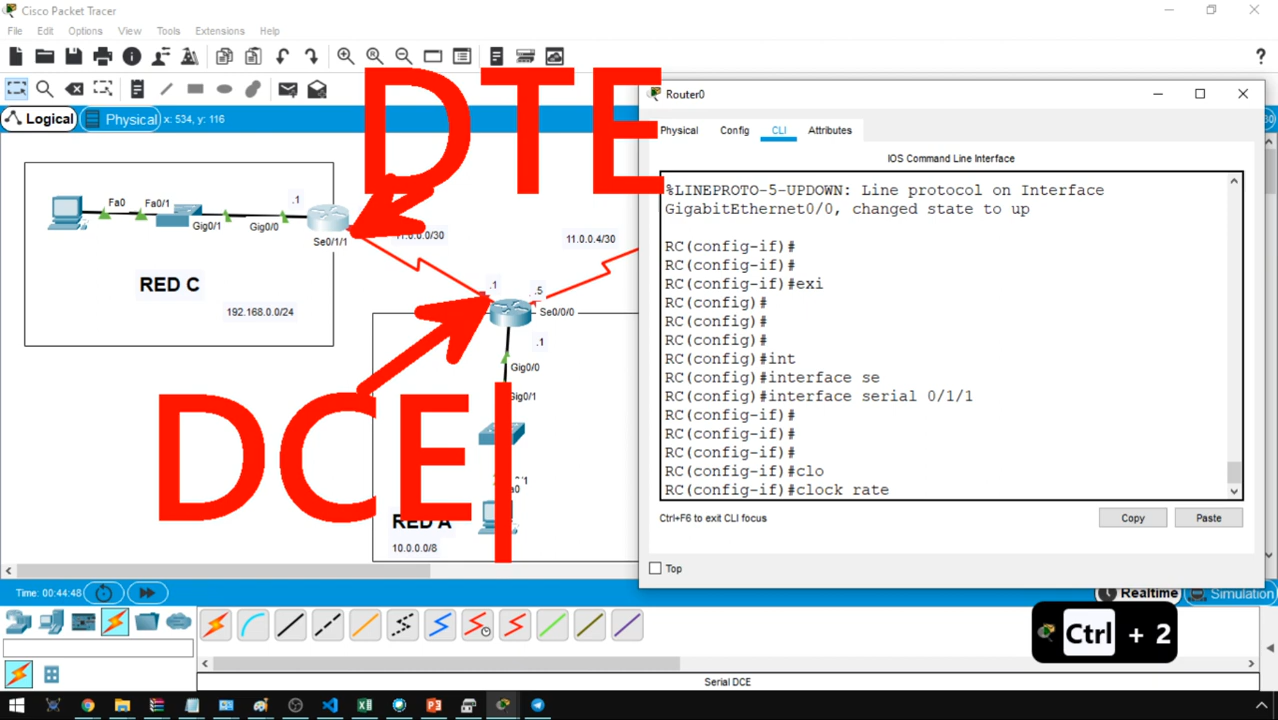 Cisco Packet Tracer
File Edit Options View Tools Extensions Help
?
Logical
Physical x: 534, y: 116
DTE
Router0
Physical Config CLI Attributes
IOS Command Line Interface
%LINEPROTO-5-UPDOWN: Line protocol on Interface
GigabitEthernet0/0, changed state to up
RC(config-if)#
RC(config-if)#
RC(config-if)#exi
RC(config)#
RC(config)#
RC(config)#
RC(config)#int
RC(config)#interface se
RC(config)#interface serial 0/1/1
RC(config-if)#
RC(config-if)#
RC(config-if)#
RC(config-if)#clo
RC(config-if)#clock rate
Ctrl+F6 to exit CLI focus
Copy
Paste
Top
Fa0
Fa0/1
Gig0/1
Gig0/0
.1
Se0/1/1
RED C
192.168.0.0/24
11.0.0.0/30
11.0.0.4/30
.1
.5
Se0/0/0
.1
Gig0/0
Gig0/1
DCE
RED A
10.0.0.0/8
Time: 00:44:48
Realtime
Simulation
Ctrl + 2
Serial DCE